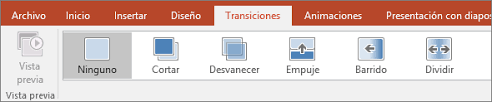 Archivo Inicio Insertar Diseño Transiciones Animaciones Presentación con diapos
Vista previa
Ninguno Cortar Desvanecer Empuje Barrido Dividir
Vista previa